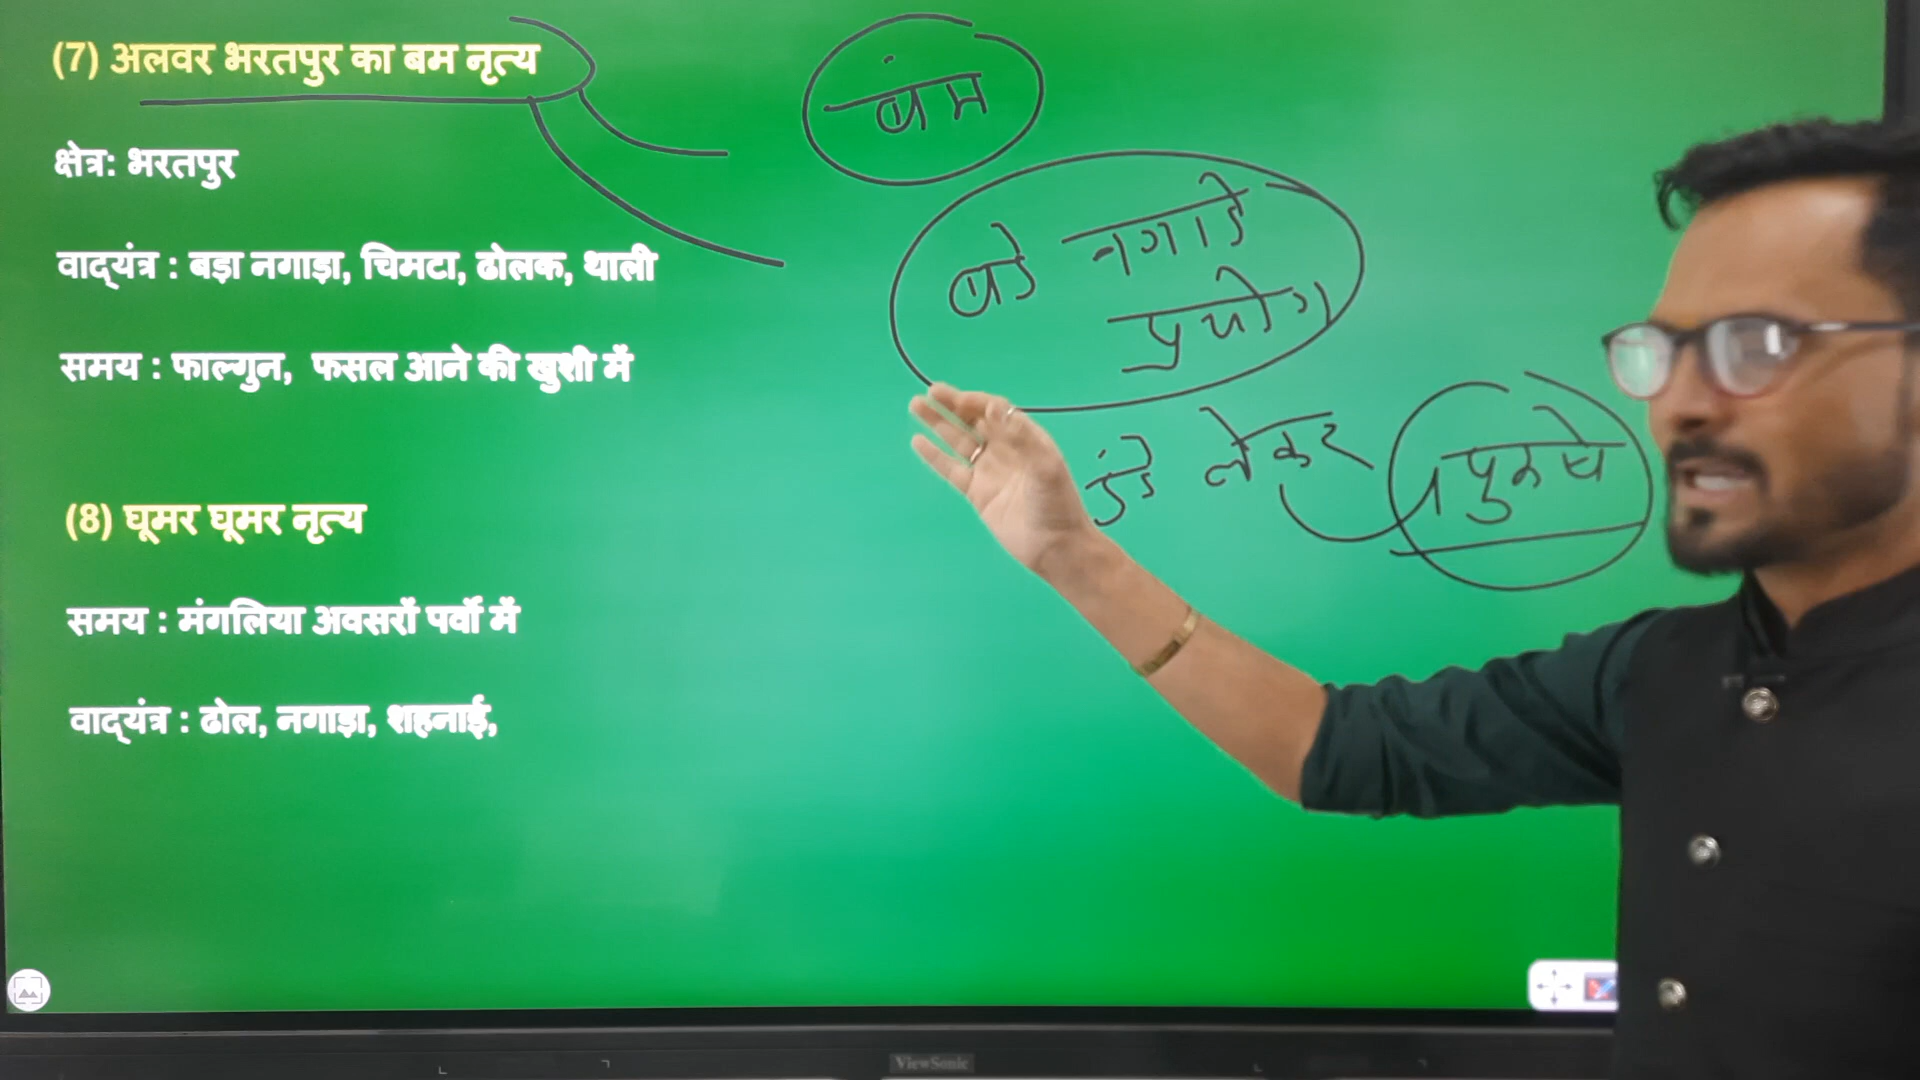 (7) अलवर भरतपुर का बम नृत्य
क्षेत्र: भरतपुर
वाद्यंत्र : बड़ा नगाड़ा, चिमटा, ढोलक, थाली
समय : फाल्गुन, फसल आने की खुशी में
(8) घूमर घूमर नृत्य
समय : मंगलिया अवसरों पर्वो में
वाद्यंत्र : ढोल, नगाड़ा, शहनाई,
बंम
बडे नगाडे
प्रयोग
डंडे लेकर
पुरुषो
ViewSonic